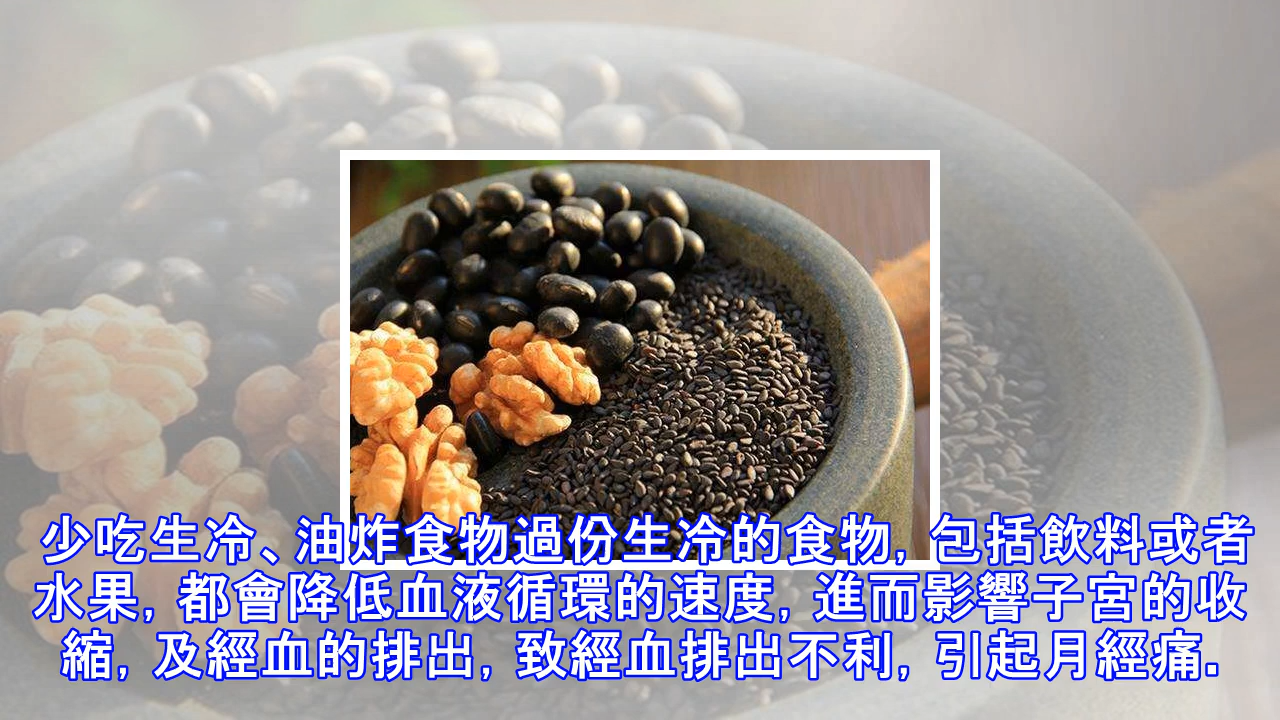 少吃生冷、油炸食物過份生冷的食物, 包括飲料或者
水果, 都會降低血液循環的速度, 進而影響子宮的收
縮, 及經血的排出, 致經血排出不利, 引起月經痛.